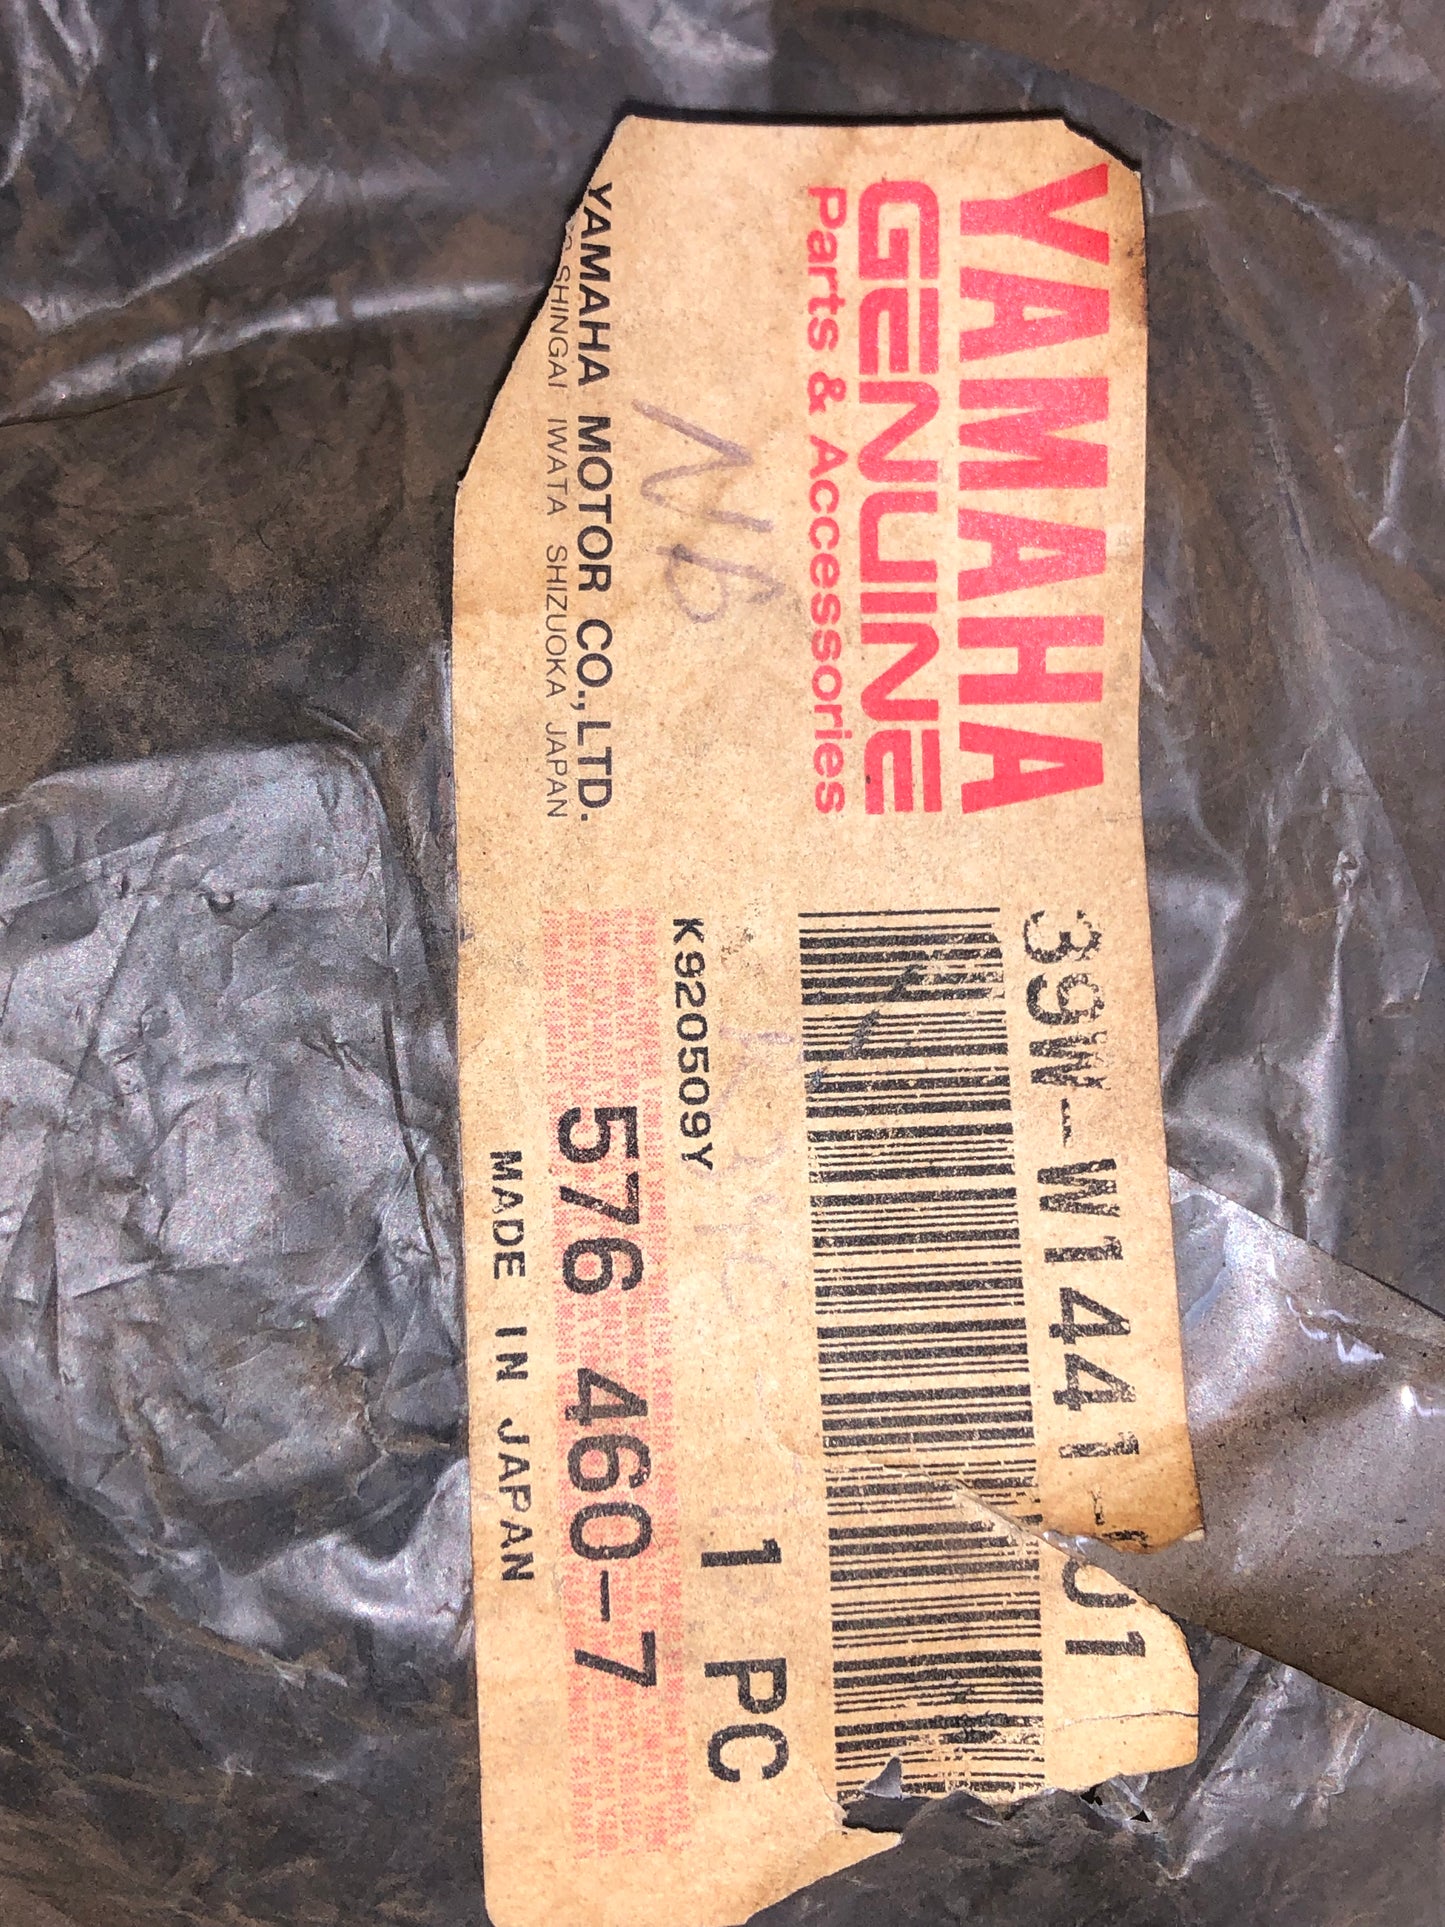 YAMAHA
GENUINE
Parts & Accessories
YAMAHA MOTOR CO., LTD.
SHINGAI IWATA SHIZUOKA JAPAN
39W-W1441-01
1 PC
K920509Y
576 460-7
MADE IN JAPAN